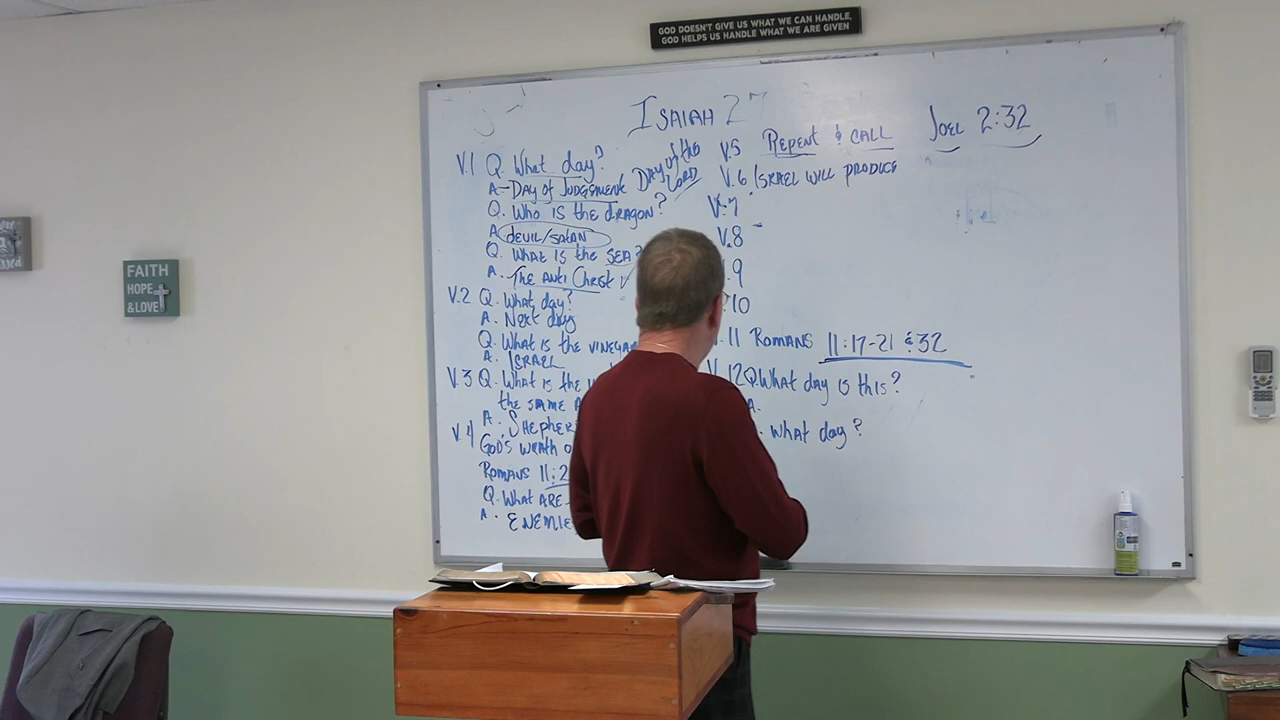 GOD DOESN'T GIVE US WHAT WE CAN HANDLE,
GOD HELPS US HANDLE WHAT WE ARE GIVEN
ISAIAH 27
V.1 Q. What day?
A-DAY OF JUDGEMENT DAY of the LORD
Q. Who is the dragon?
A devil/satan
Q. What is the SEA?
A. The Anti Christ
V.2 Q. What day?
A. Next day
Q. What is the
A. ISRAEL
V.3 Q. What is the
the same
A.
V.4
God's wrath
Romans 11:2
Q. What are
A.
V.5 Repent & CALL
V.6 ISRAEL WILL PRODUCE
V.7
V.8
.9
10
.11 Romans 11:17-21 & 32
V.12 Q What day is this?
A.
. What day?
JOEL 2:32
FAITH
HOPE
& LOVE